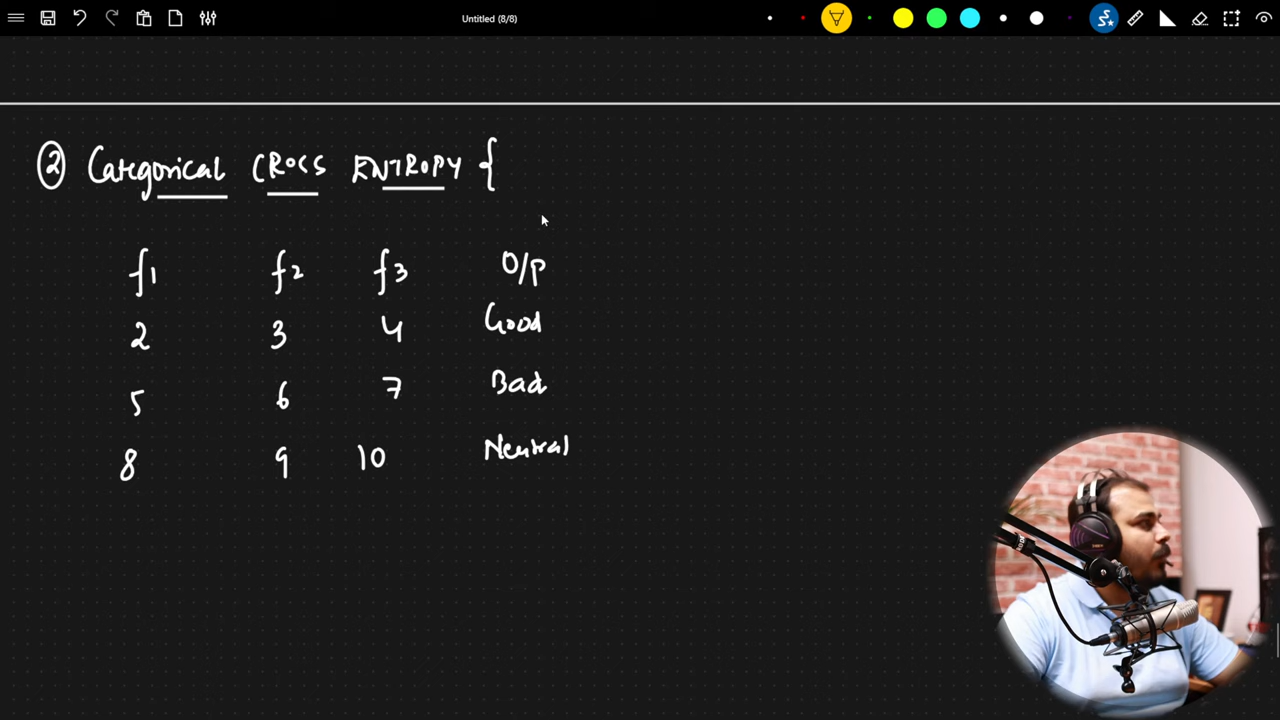 Untitled (8/8)
② Categorical CROSS ENTROPY {
f1 f2 f3 O/P
2 3 4 Good
5 6 7 Bad
8 9 10 Neutral